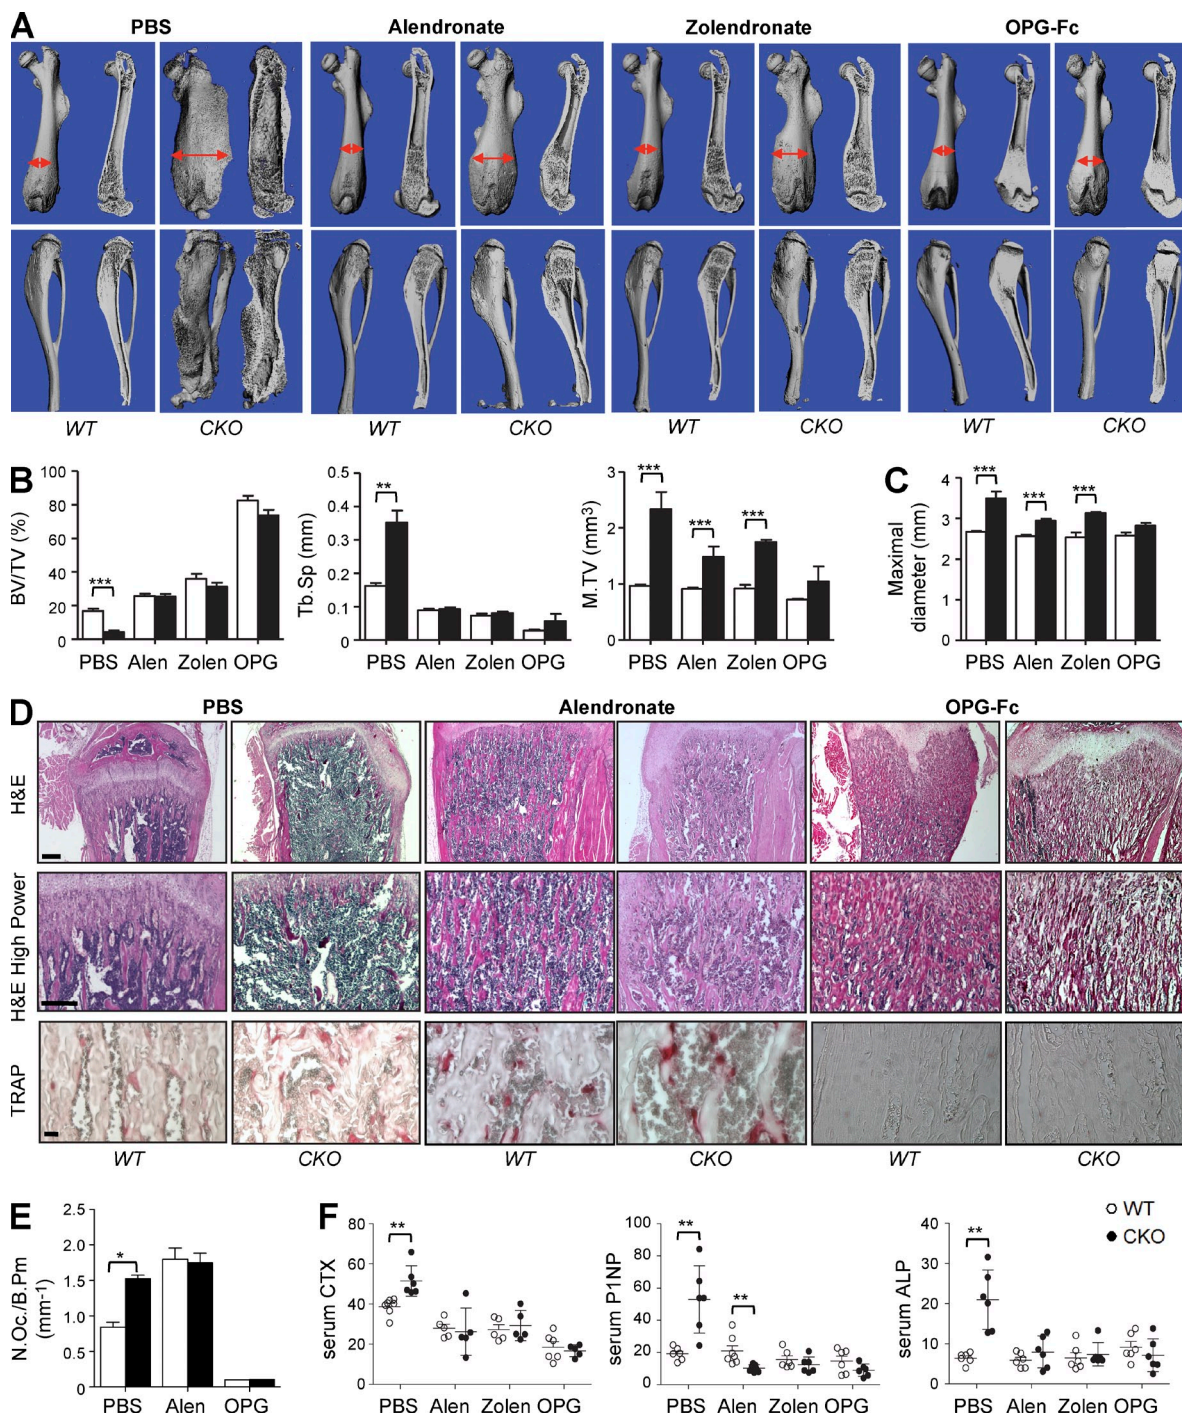 A
PBS
Alendronate
Zolendronate
OPG-Fc
WT
CKO
WT
CKO
WT
CKO
WT
CKO
B
BV/TV (%)
100
80
60
40
20
0
***
PBS Alen Zolen OPG
Tb.Sp (mm)
0.5
0.4
0.3
0.2
0.1
0
**
PBS Alen Zolen OPG
M.TV (mm³)
3
2
1
0
***
***
***
PBS Alen Zolen OPG
C
Maximal
diameter (mm)
4
3
2
1
0
***
***
***
PBS Alen Zolen OPG
D
PBS
Alendronate
OPG-Fc
H&E
H&E High Power
TRAP
WT
CKO
WT
CKO
WT
CKO
E
N.Oc./B.Pm
(mm⁻¹)
2.5
2.0
1.5
1.0
0.5
0
*
PBS Alen OPG
F
serum CTX
80
60
40
20
0
**
PBS Alen Zolen OPG
serum P1NP
100
80
60
40
20
0
**
**
PBS Alen Zolen OPG
serum ALP
40
30
20
10
0
**
PBS Alen Zolen OPG
WT
CKO